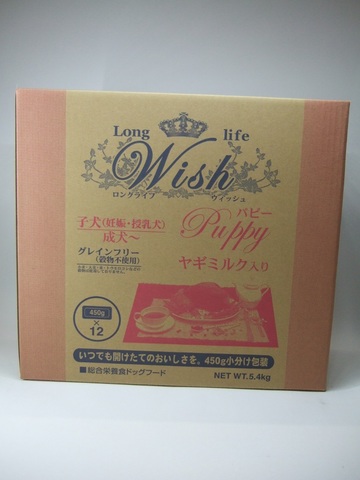 Long life
Wish
ロングライフ ウィッシュ
子犬(妊娠・授乳犬)
成犬〜
パピー
Puppy
グレインフリー
(穀物不使用)
ヤギミルク入り
450g
×
12
いつでも開けたてのおいしさを。450g小分け包装
■総合栄養食ドッグフード
NET WT.5.4kg